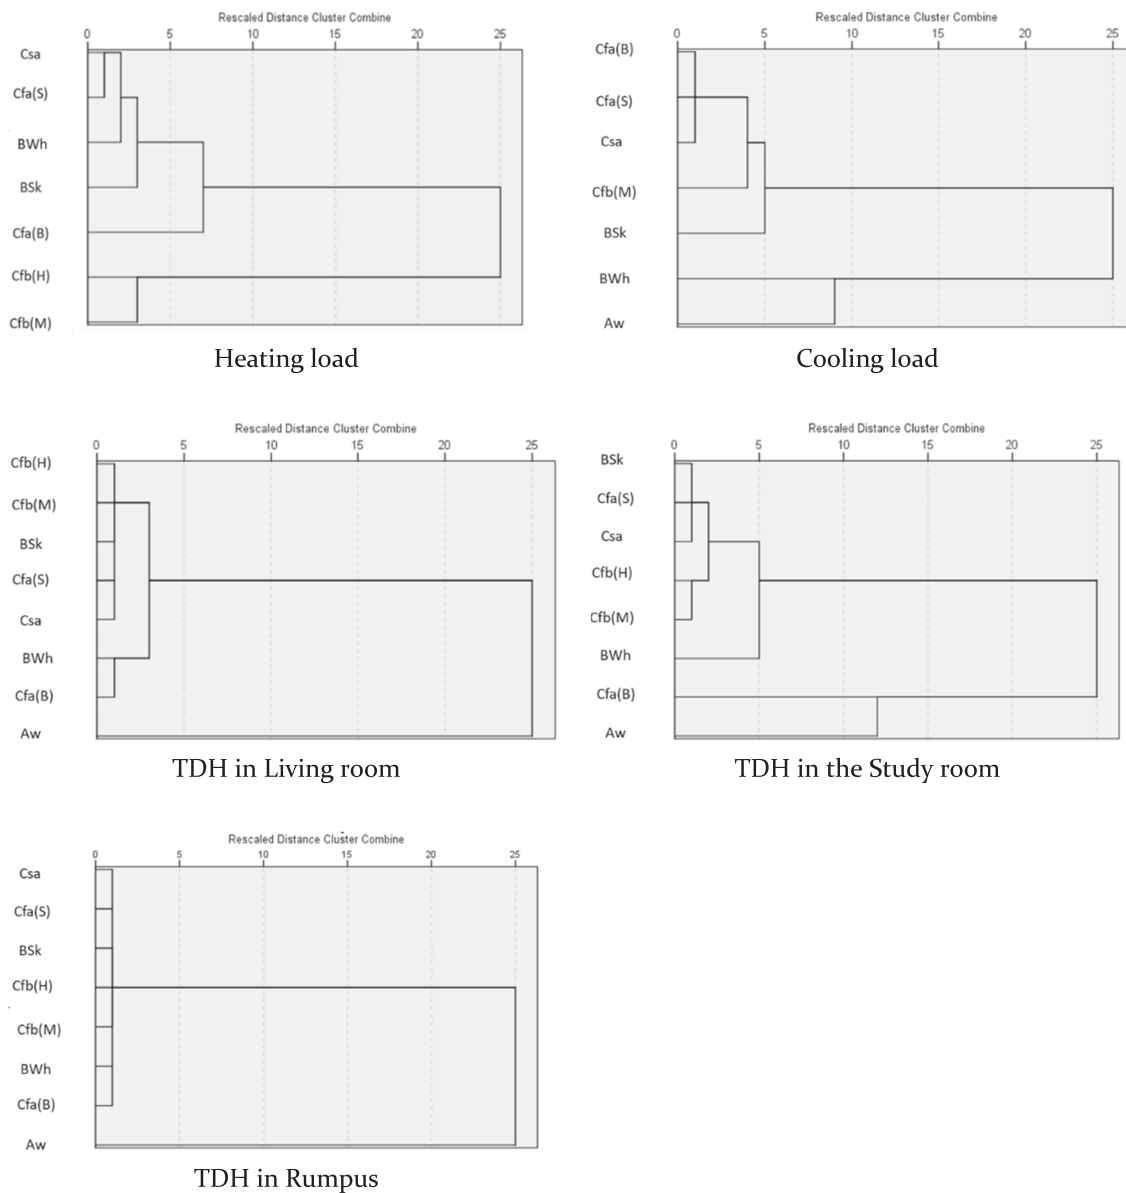 Rescaled Distance Cluster Combine
0 5 10 15 20 25
Csa
Cfa(S)
BWh
BSk
Cfa(B)
Cfb(H)
Cfb(M)
Heating load
Rescaled Distance Cluster Combine
0 5 10 15 20 25
Cfa(B)
Cfa(S)
Csa
Cfb(M)
BSk
BWh
Aw
Cooling load
Rescaled Distance Cluster Combine
0 5 10 15 20 25
Cfb(H)
Cfb(M)
BSk
Cfa(S)
Csa
BWh
Cfa(B)
Aw
TDH in Living room
Rescaled Distance Cluster Combine
0 5 10 15 20 25
BSk
Cfa(S)
Csa
Cfb(H)
Cfb(M)
BWh
Cfa(B)
Aw
TDH in the Study room
Rescaled Distance Cluster Combine
0 5 10 15 20 25
Csa
Cfa(S)
BSk
Cfb(H)
Cfb(M)
BWh
Cfa(B)
Aw
TDH in Rumpus